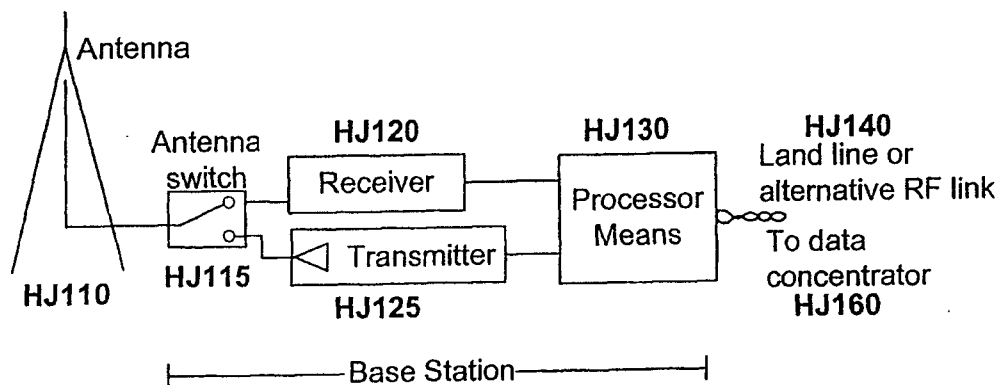 Antenna
Antenna
switch
HJ120
Receiver
HJ130
Processor
Means
HJ140
Land line or
alternative RF link
To data
concentrator
HJ160
Transmitter
HJ125
HJ115
HJ110
Base Station